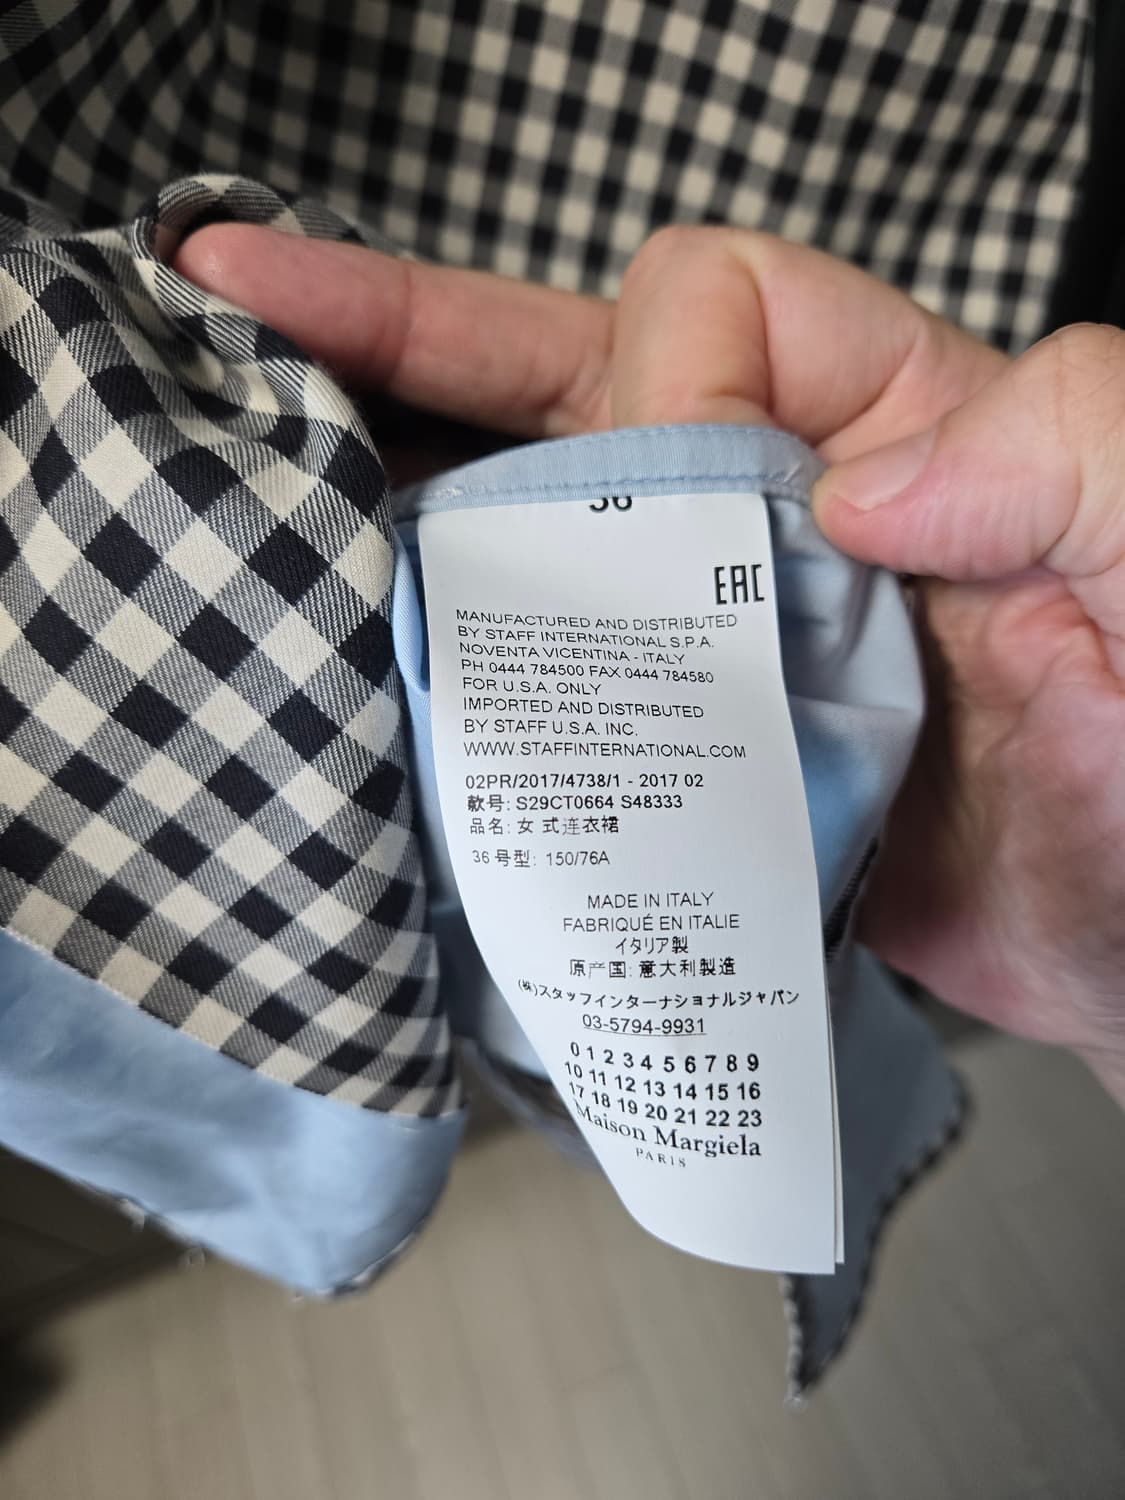 36
EAC
MANUFACTURED AND DISTRIBUTED
BY STAFF INTERNATIONAL S.P.A.
NOVENTA VICENTINA - ITALY
PH 0444 784500 FAX 0444 784580
FOR U.S.A. ONLY
IMPORTED AND DISTRIBUTED
BY STAFF U.S.A. INC.
WWW.STAFFINTERNATIONAL.COM
02PR/2017/4738/1 - 2017 02
款号: S29CT0664 S48333
品名: 女 式连衣裙
36 号型: 150/76A
MADE IN ITALY
FABRIQUÉ EN ITALIE
イタリア製
原产国: 意大利製造
(株)スタッフインターナショナルジャパン
03-5794-9931
0 1 2 3 4 5 6 7 8 9
10 11 12 13 14 15 16
17 18 19 20 21 22 23
Maison Margiela
PARIS